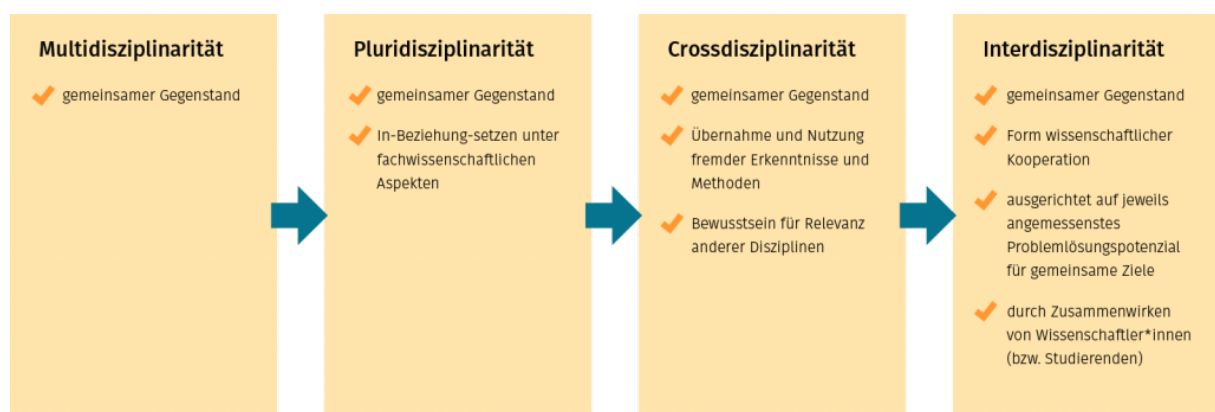 Multidisziplinarität
gemeinsamer Gegenstand
Pluridisziplinarität
gemeinsamer Gegenstand
In-Beziehung-setzen unter
fachwissenschaftlichen
Aspekten
Crossdisziplinarität
gemeinsamer Gegenstand
Übernahme und Nutzung
fremder Erkenntnisse und
Methoden
Bewusstsein für Relevanz
anderer Disziplinen
Interdisziplinarität
gemeinsamer Gegenstand
Form wissenschaftlicher
Kooperation
ausgerichtet auf jeweils
angemessenstes
Problemlösungspotenzial
für gemeinsame Ziele
durch Zusammenwirken
von Wissenschaftler*innen
(bzw. Studierenden)